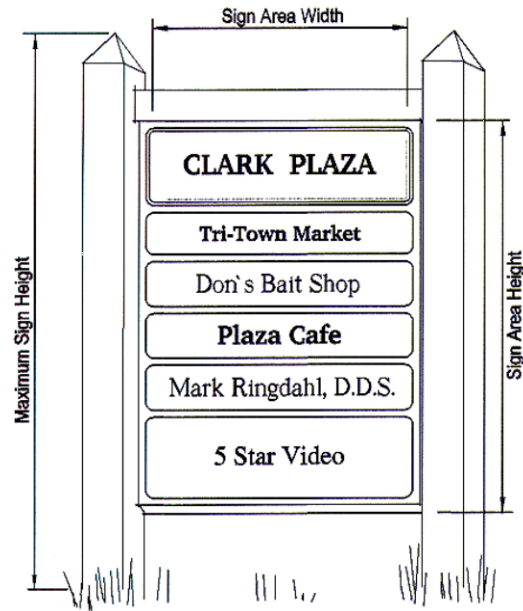 Sign Area Width
CLARK PLAZA
Tri-Town Market
Don's Bait Shop
Plaza Cafe
Mark Ringdahl, D.D.S.
5 Star Video
Maximum Sign Height
Sign Area Height